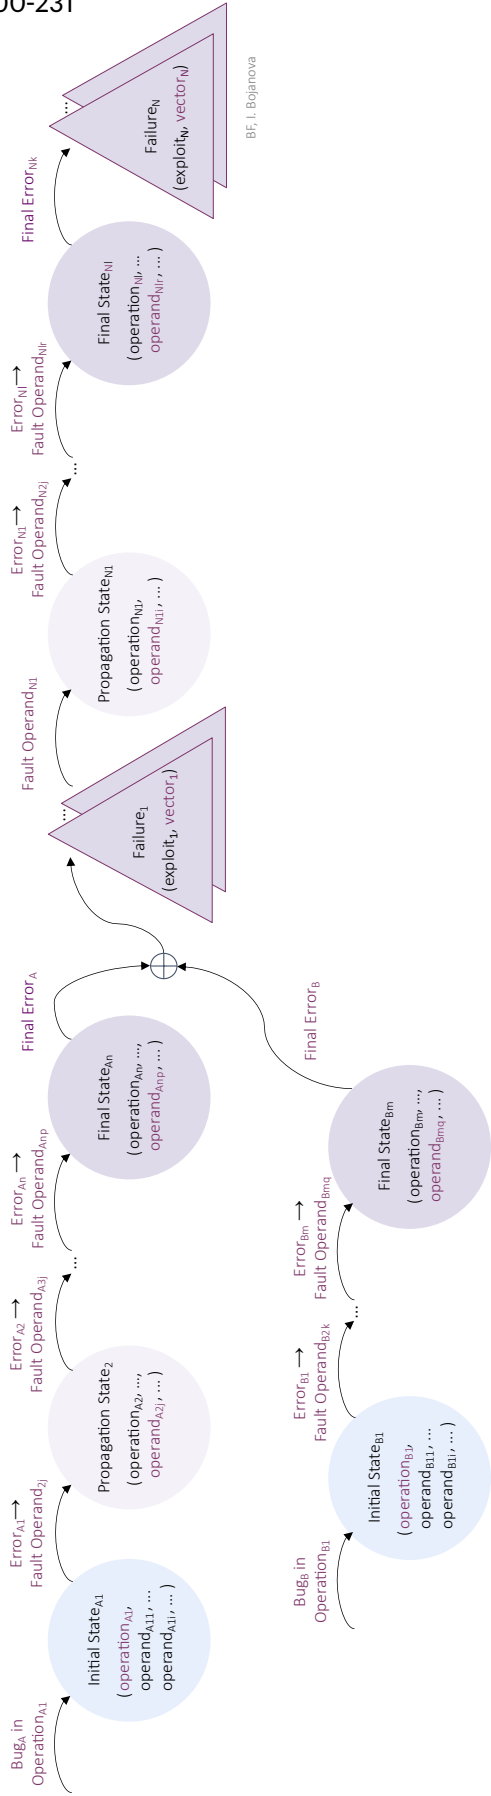 00-231
Bug_A in
Operation_A1
Initial State_A1
(operation_A1,
operand_A11, ...
operand_A1i, ... )
Error_A1→
Fault Operand_2j
Propagation State_2
(operation_A2, ...,
operand_A2j, ... )
Error_A2 →
Fault Operand_A3j
...
Error_An →
Fault Operand_Anp
Final State_An
(operation_An, ...,
operand_Anp, ... )
Final Error_A
Bug_B in
Operation_B1
Initial State_B1
(operation_B1,
operand_B11, ...
operand_B1i, ... )
Error_B1 →
Fault Operand_B2k
...
Error_Bm →
Fault Operand_Bmq
Final State_Bm
(operation_Bm, ...,
operand_Bmq, ... )
Final Error_B
...
Failure_1
(exploit_1, vector_1)
Fault Operand_N1
Propagation State_N1
(operation_N1,
operand_N1i, ... )
Error_N1→
Fault Operand_N2j
...
Error_Nl→
Fault Operand_Nlr
Final State_Nl
(operation_Nl, ...
operand_Nlr, ... )
Final Error_Nk
...
Failure_N
(exploit_N, vector_N)
BF, I. Bojanova